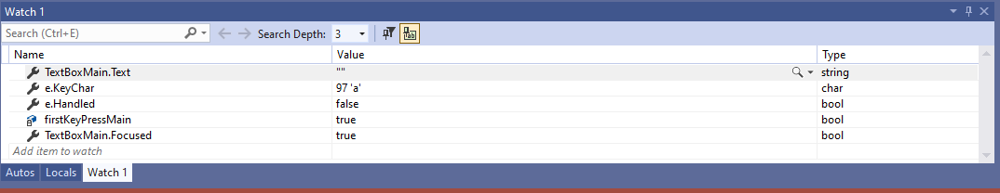 Watch 1
Search (Ctrl+E) Search Depth: 3
Name Value Type
TextBoxMain.Text "" string
e.KeyChar 97 'a' char
e.Handled false bool
firstKeyPressMain true bool
TextBoxMain.Focused true bool
Add item to watch
Autos Locals Watch 1